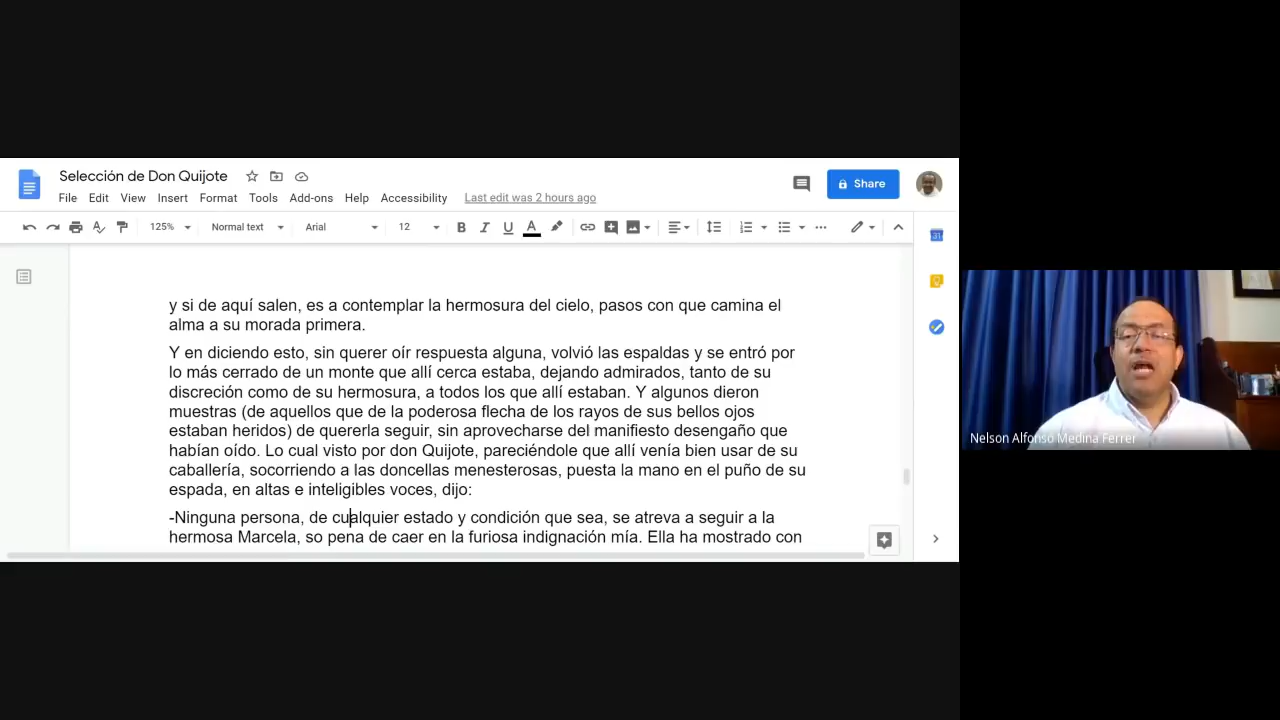 Selección de Don Quijote
File Edit View Insert Format Tools Add-ons Help Accessibility Last edit was 2 hours ago
Share
125% Normal text Arial 12 B I U A
31
y si de aquí salen, es a contemplar la hermosura del cielo, pasos con que camina el
alma a su morada primera.
Y en diciendo esto, sin querer oír respuesta alguna, volvió las espaldas y se entró por
lo más cerrado de un monte que allí cerca estaba, dejando admirados, tanto de su
discreción como de su hermosura, a todos los que allí estaban. Y algunos dieron
muestras (de aquellos que de la poderosa flecha de los rayos de sus bellos ojos
estaban heridos) de quererla seguir, sin aprovecharse del manifiesto desengaño que
habían oído. Lo cual visto por don Quijote, pareciéndole que allí venía bien usar de su
caballería, socorriendo a las doncellas menesterosas, puesta la mano en el puño de su
espada, en altas e inteligibles voces, dijo:
-Ninguna persona, de cualquier estado y condición que sea, se atreva a seguir a la
hermosa Marcela, so pena de caer en la furiosa indignación mía. Ella ha mostrado con
Nelson Alfonso Medina Ferrer